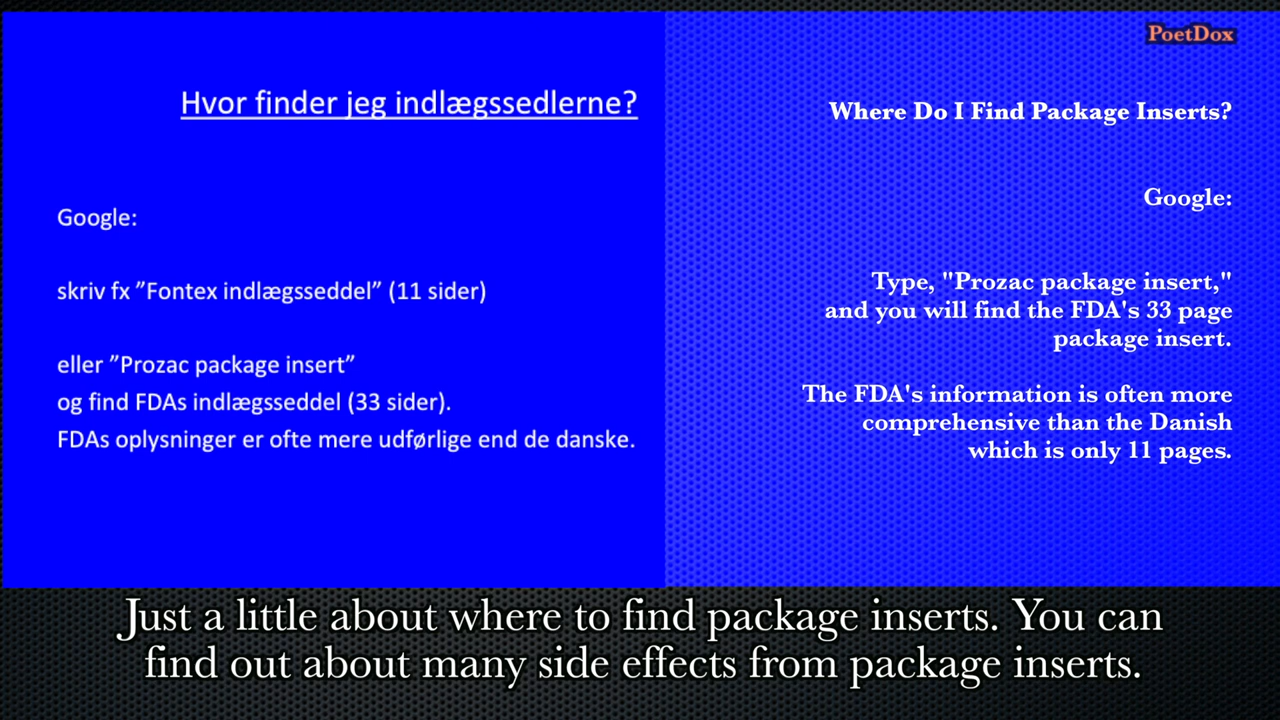 PoetDox
Hvor finder jeg indlægssedlerne?
Google:
skriv fx ”Fontex indlægsseddel” (11 sider)
eller ”Prozac package insert”
og find FDAs indlægsseddel (33 sider).
FDAs oplysninger er ofte mere udførlige end de danske.
Where Do I Find Package Inserts?
Google:
Type, "Prozac package insert,"
and you will find the FDA's 33 page
package insert.
The FDA's information is often more
comprehensive than the Danish
which is only 11 pages.
Just a little about where to find package inserts. You can
find out about many side effects from package inserts.